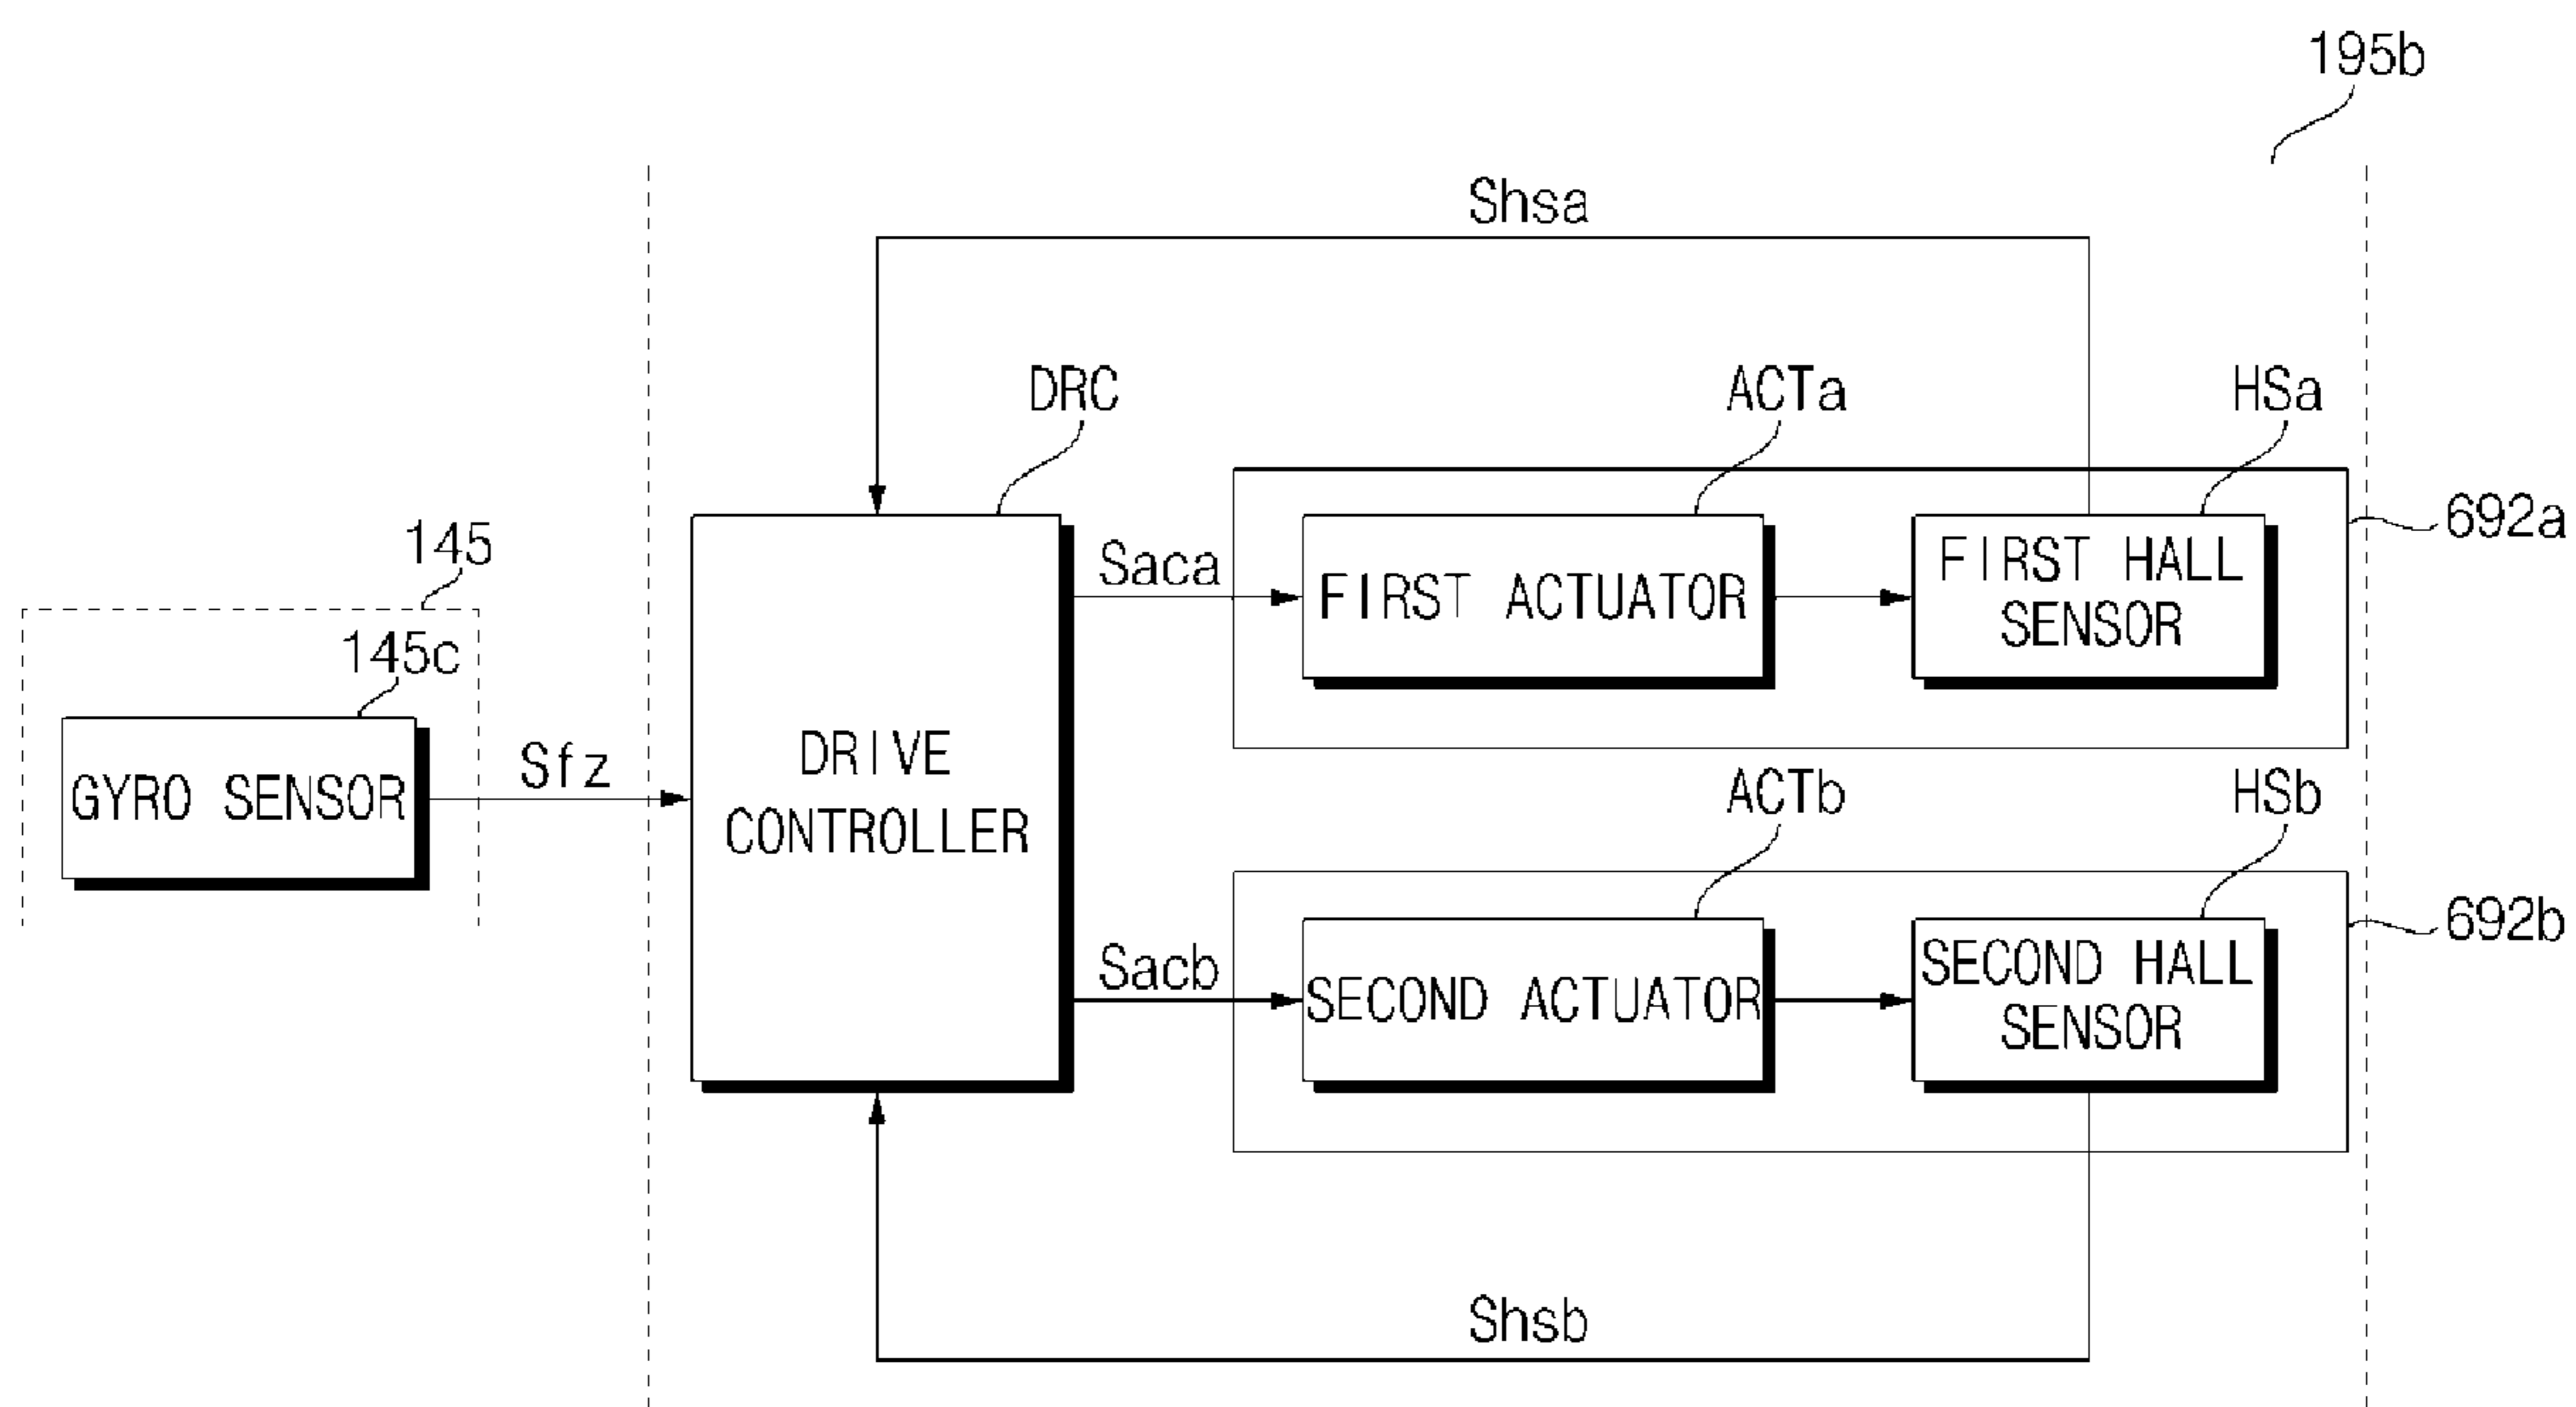 195b
Shsa
DRC
ACTa
HSa
692a
145
Saca
FIRST ACTUATOR
FIRST HALL
SENSOR
145c
GYRO SENSOR
Sfz
DRIVE
CONTROLLER
ACTb
HSb
692b
Sacb
SECOND ACTUATOR
SECOND HALL
SENSOR
Shsb